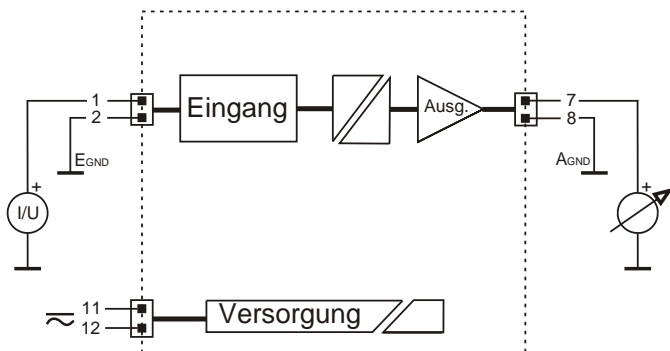 1
2
Eingang
Ausg.
7
8
EGND
AGND
+
I/U
+
11
12
Versorgung